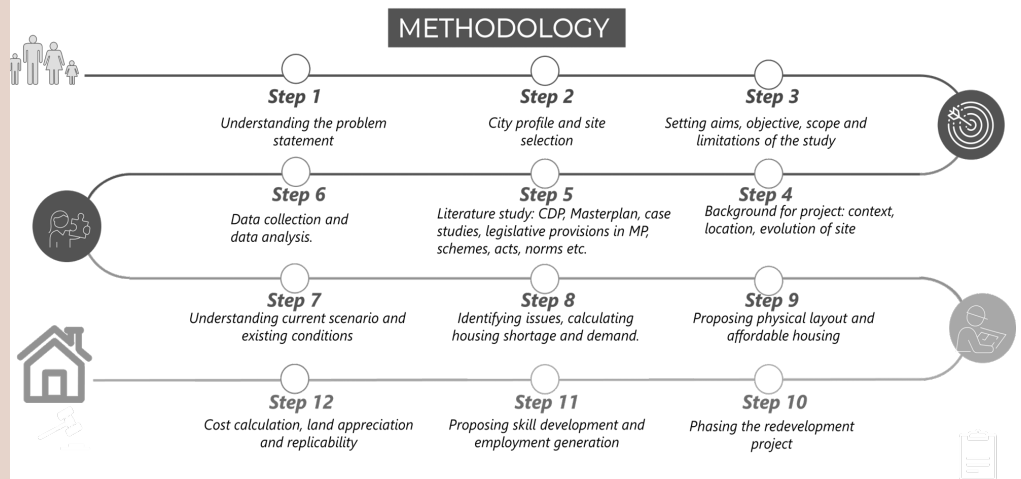 METHODOLOGY
Step 1
Understanding the problem
statement
Step 2
City profile and site
selection
Step 3
Setting aims, objective, scope and
limitations of the study
Step 4
Background for project: context,
location, evolution of site
Step 5
Literature study: CDP, Masterplan, case
studies, legislative provisions in MP,
schemes, acts, norms etc.
Step 6
Data collection and
data analysis.
Step 7
Understanding current scenario and
existing conditions
Step 8
Identifying issues, calculating
housing shortage and demand.
Step 9
Proposing physical layout and
affordable housing
Step 10
Phasing the redevelopment
project
Step 11
Proposing skill development and
employment generation
Step 12
Cost calculation, land appreciation
and replicability